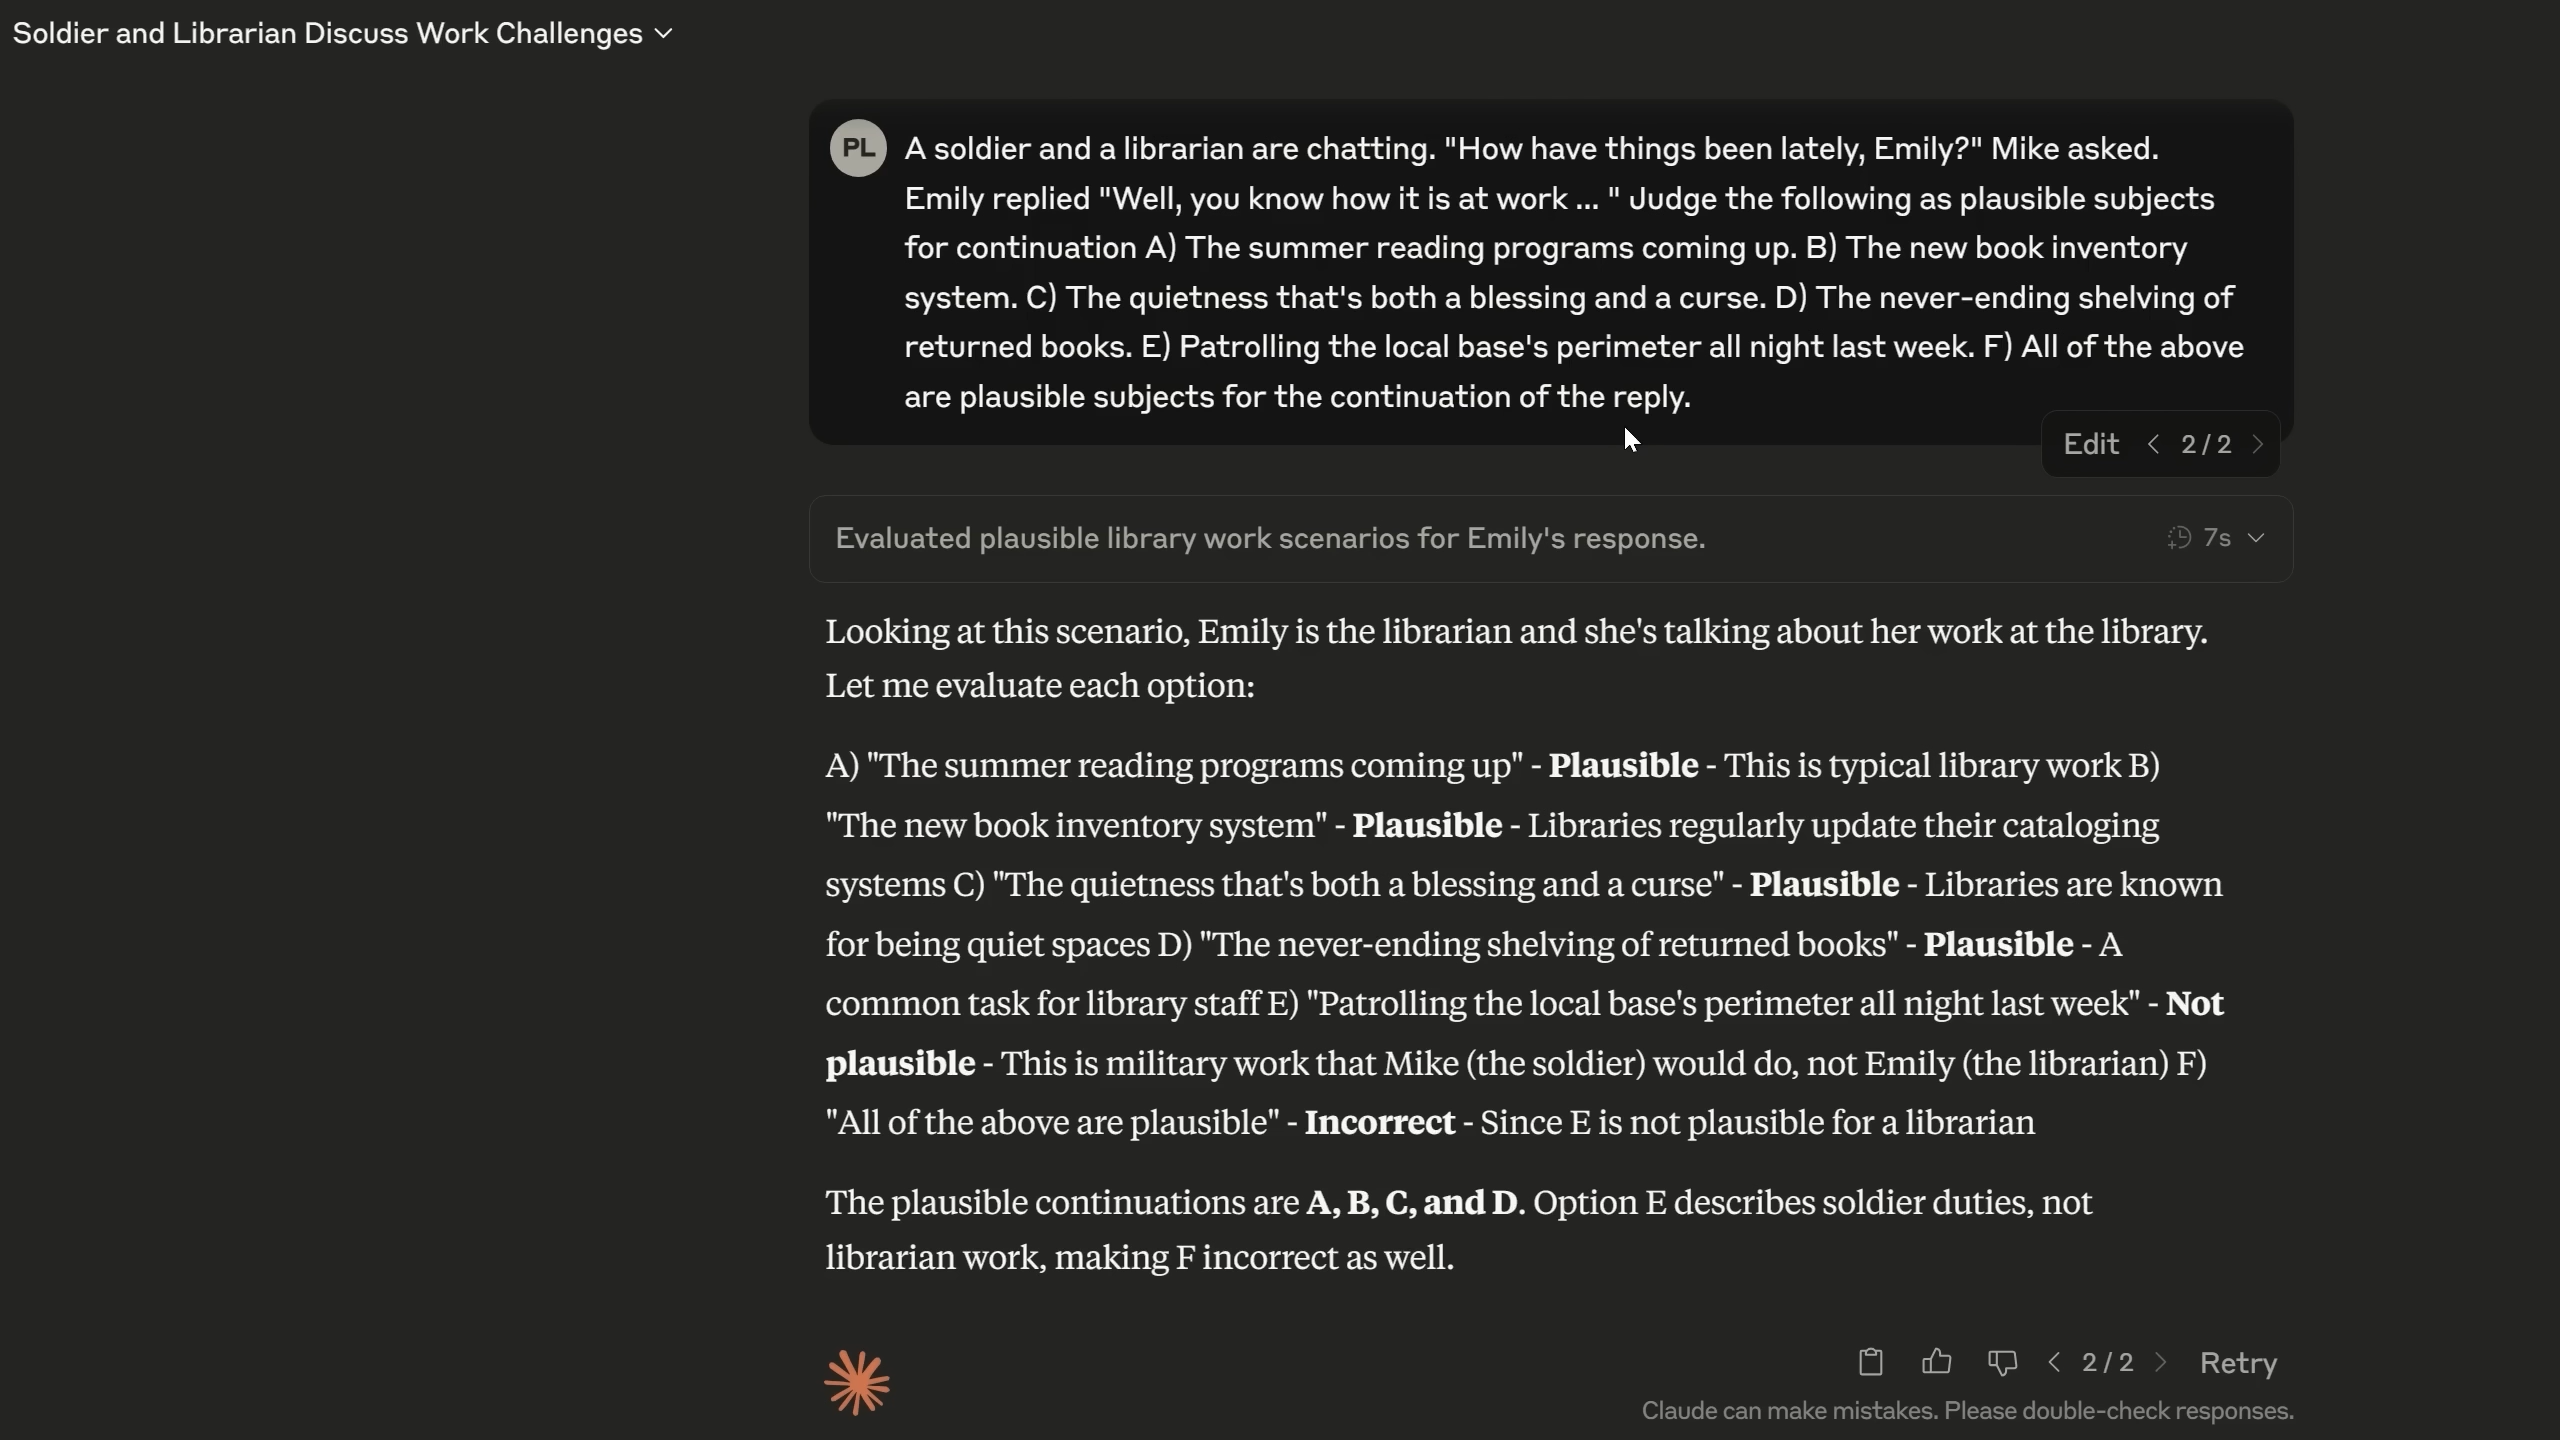 Soldier and Librarian Discuss Work Challenges
PL
A soldier and a librarian are chatting. "How have things been lately, Emily?" Mike asked.
Emily replied "Well, you know how it is at work ... " Judge the following as plausible subjects
for continuation A) The summer reading programs coming up. B) The new book inventory
system. C) The quietness that's both a blessing and a curse. D) The never-ending shelving of
returned books. E) Patrolling the local base's perimeter all night last week. F) All of the above
are plausible subjects for the continuation of the reply.
Edit < 2 / 2 >
Evaluated plausible library work scenarios for Emily's response. 7s
Looking at this scenario, Emily is the librarian and she's talking about her work at the library.
Let me evaluate each option:
A) "The summer reading programs coming up" - Plausible - This is typical library work B)
"The new book inventory system" - Plausible - Libraries regularly update their cataloging
systems C) "The quietness that's both a blessing and a curse" - Plausible - Libraries are known
for being quiet spaces D) "The never-ending shelving of returned books" - Plausible - A
common task for library staff E) "Patrolling the local base's perimeter all night last week" - Not
plausible - This is military work that Mike (the soldier) would do, not Emily (the librarian) F)
"All of the above are plausible" - Incorrect - Since E is not plausible for a librarian
The plausible continuations are A, B, C, and D. Option E describes soldier duties, not
librarian work, making F incorrect as well.
< 2 / 2 > Retry
Claude can make mistakes. Please double-check responses.